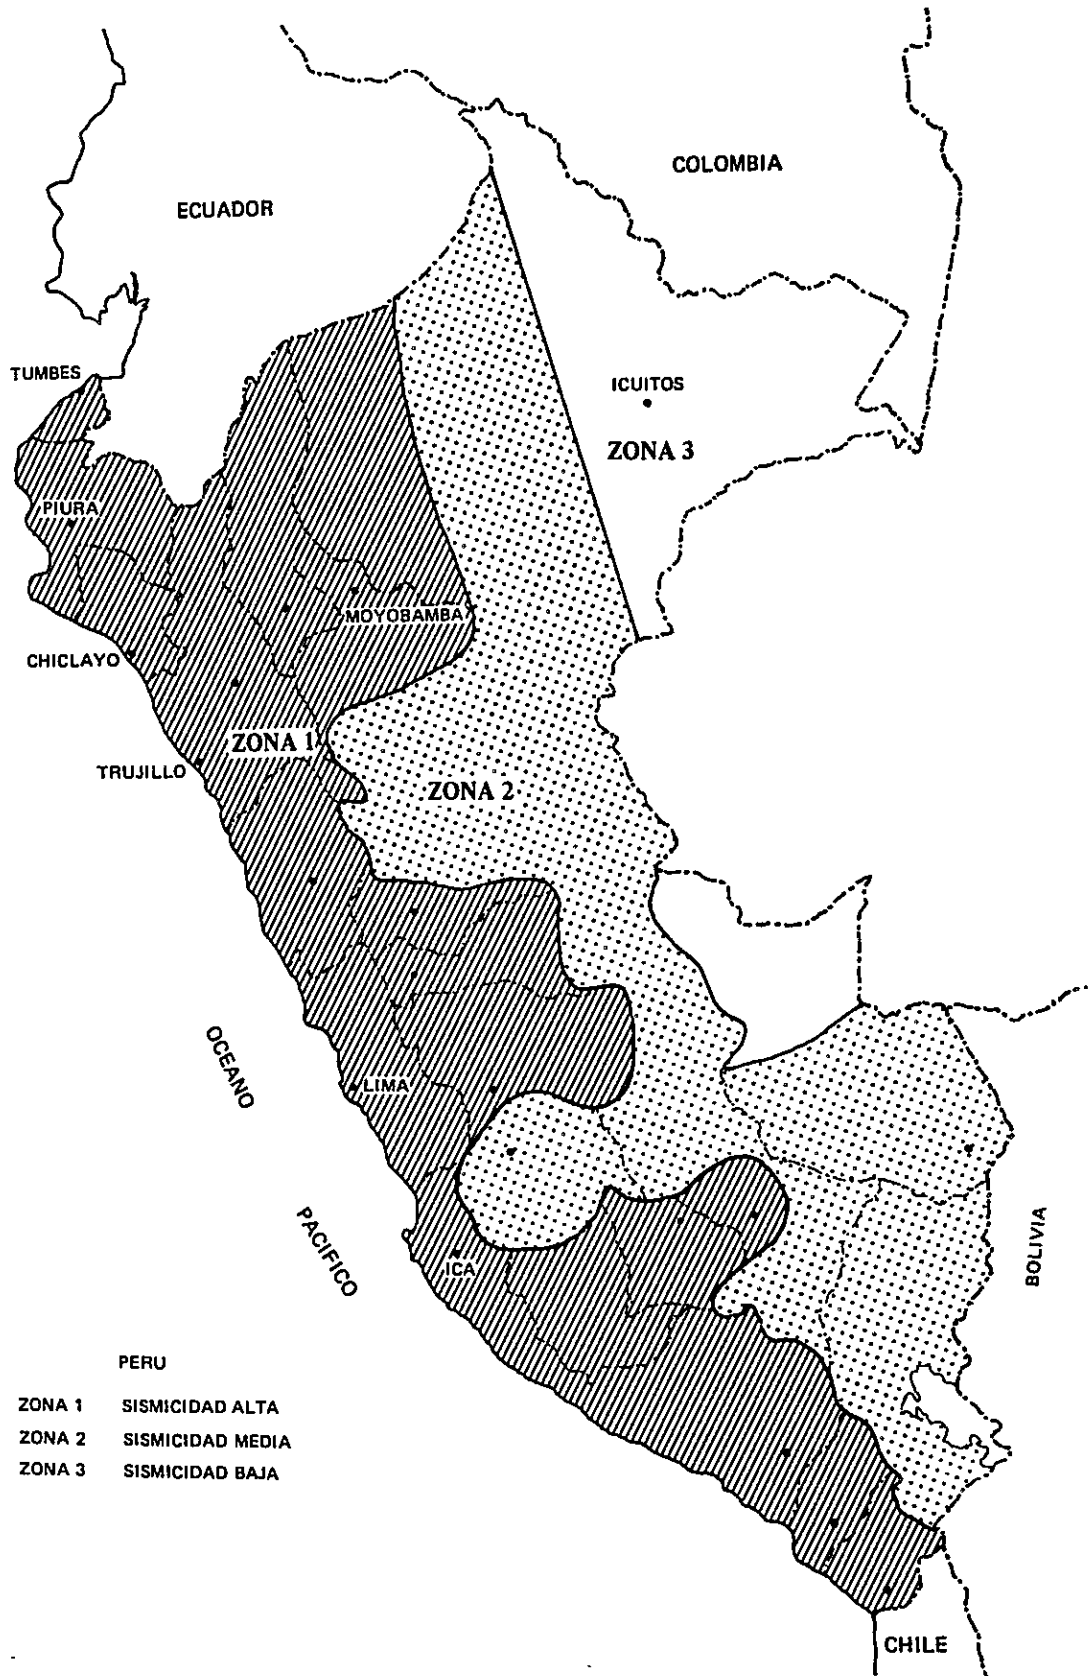 COLOMBIA
ECUADOR
TUMBES
ICUITOS
ZONA 3
PIURA
MOYOBAMBA
CHICLAYO
ZONA 1
TRUJILLO
ZONA 2
OCEANO
LIMA
PACIFICO
ICA
BOLIVIA
PERU
ZONA 1 SISMICIDAD ALTA
ZONA 2 SISMICIDAD MEDIA
ZONA 3 SISMICIDAD BAJA
CHILE